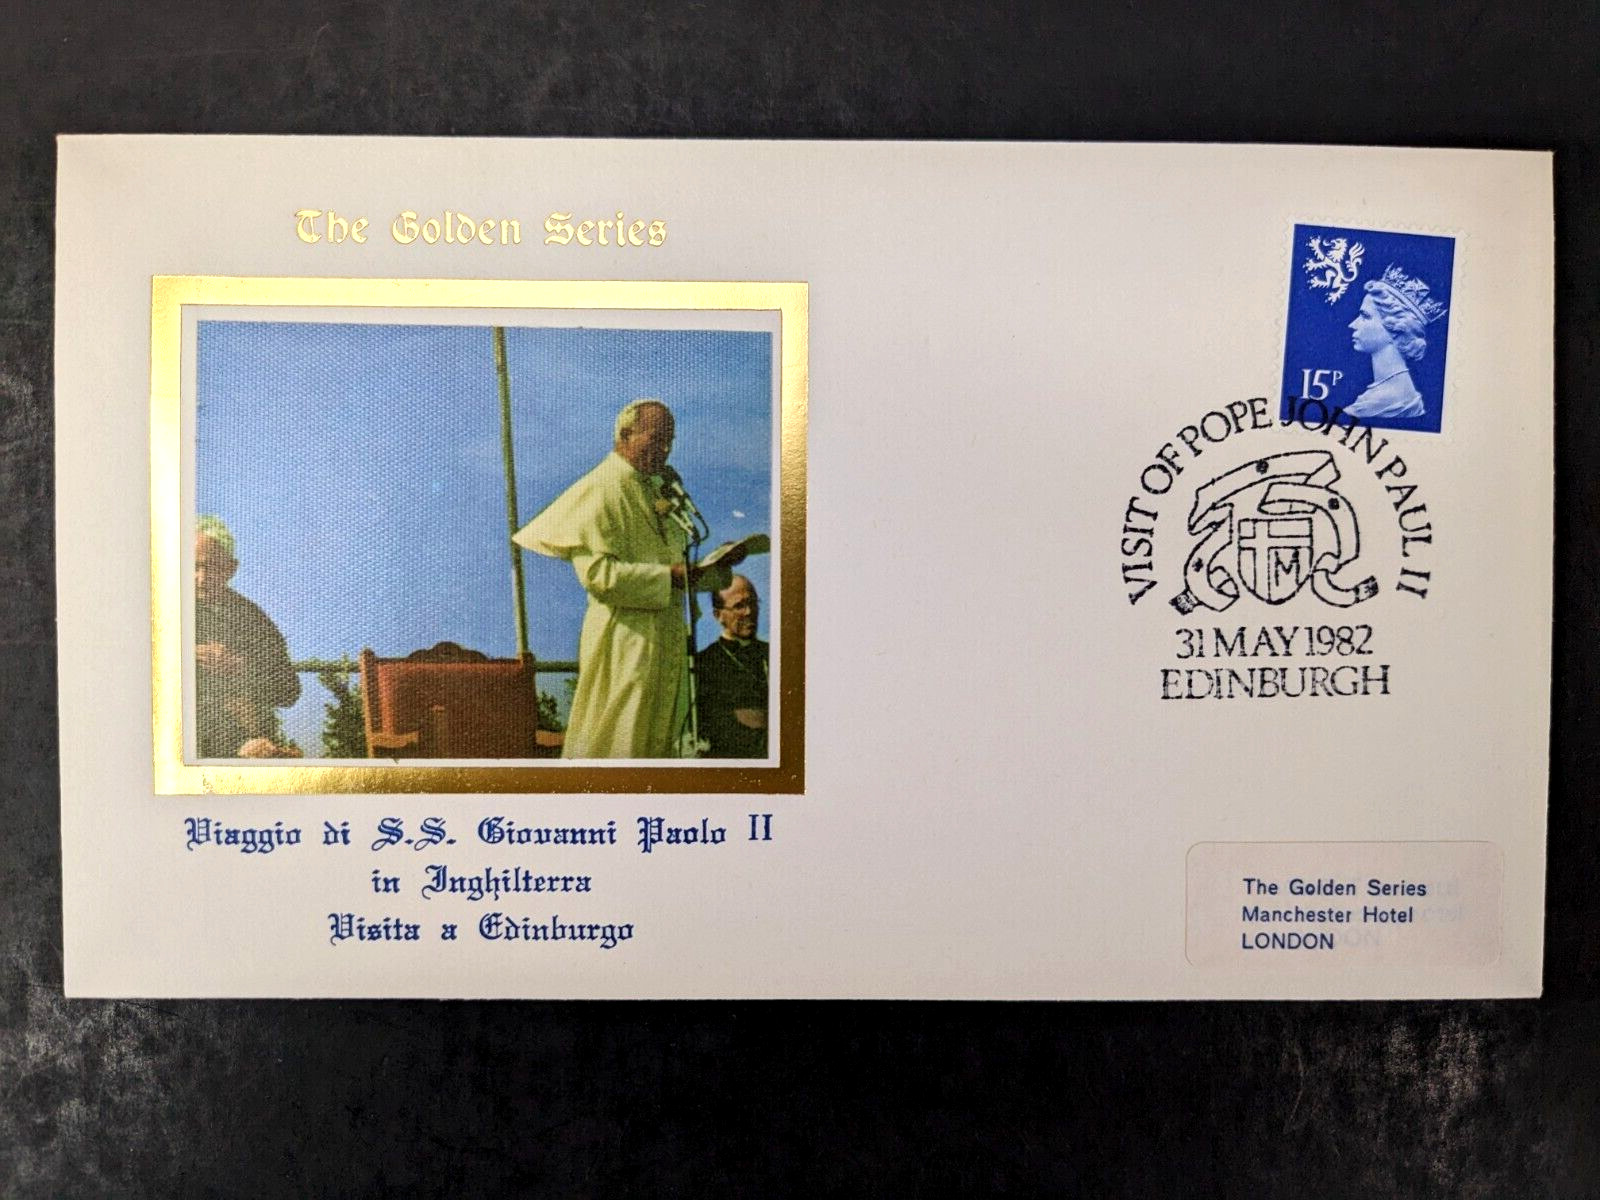 The Golden Series
15P
VISIT OF POPE JOHN PAUL II
M
31 MAY 1982
EDINBURGH
Viaggio di S.S. Giovanni Paolo II
in Inghilterra
Visita a Edinburgo
The Golden Series
Manchester Hotel
LONDON